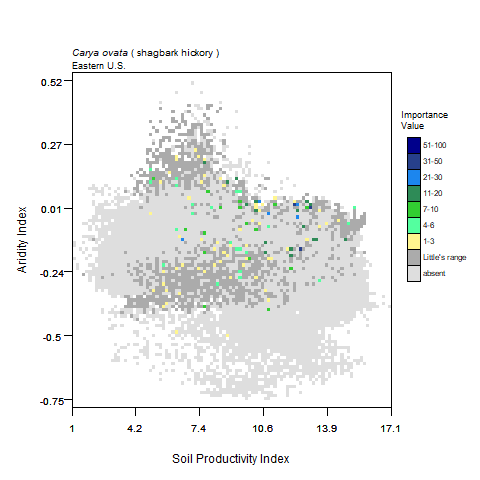 Carya ovata ( shagbark hickory )
Eastern U.S.
0.52
0.27
0.01
-0.24
-0.5
-0.75
Aridity Index
1 4.2 7.4 10.6 13.9 17.1
Soil Productivity Index
Importance
Value
51-100
31-50
21-30
11-20
7-10
4-6
1-3
Little's range
absent